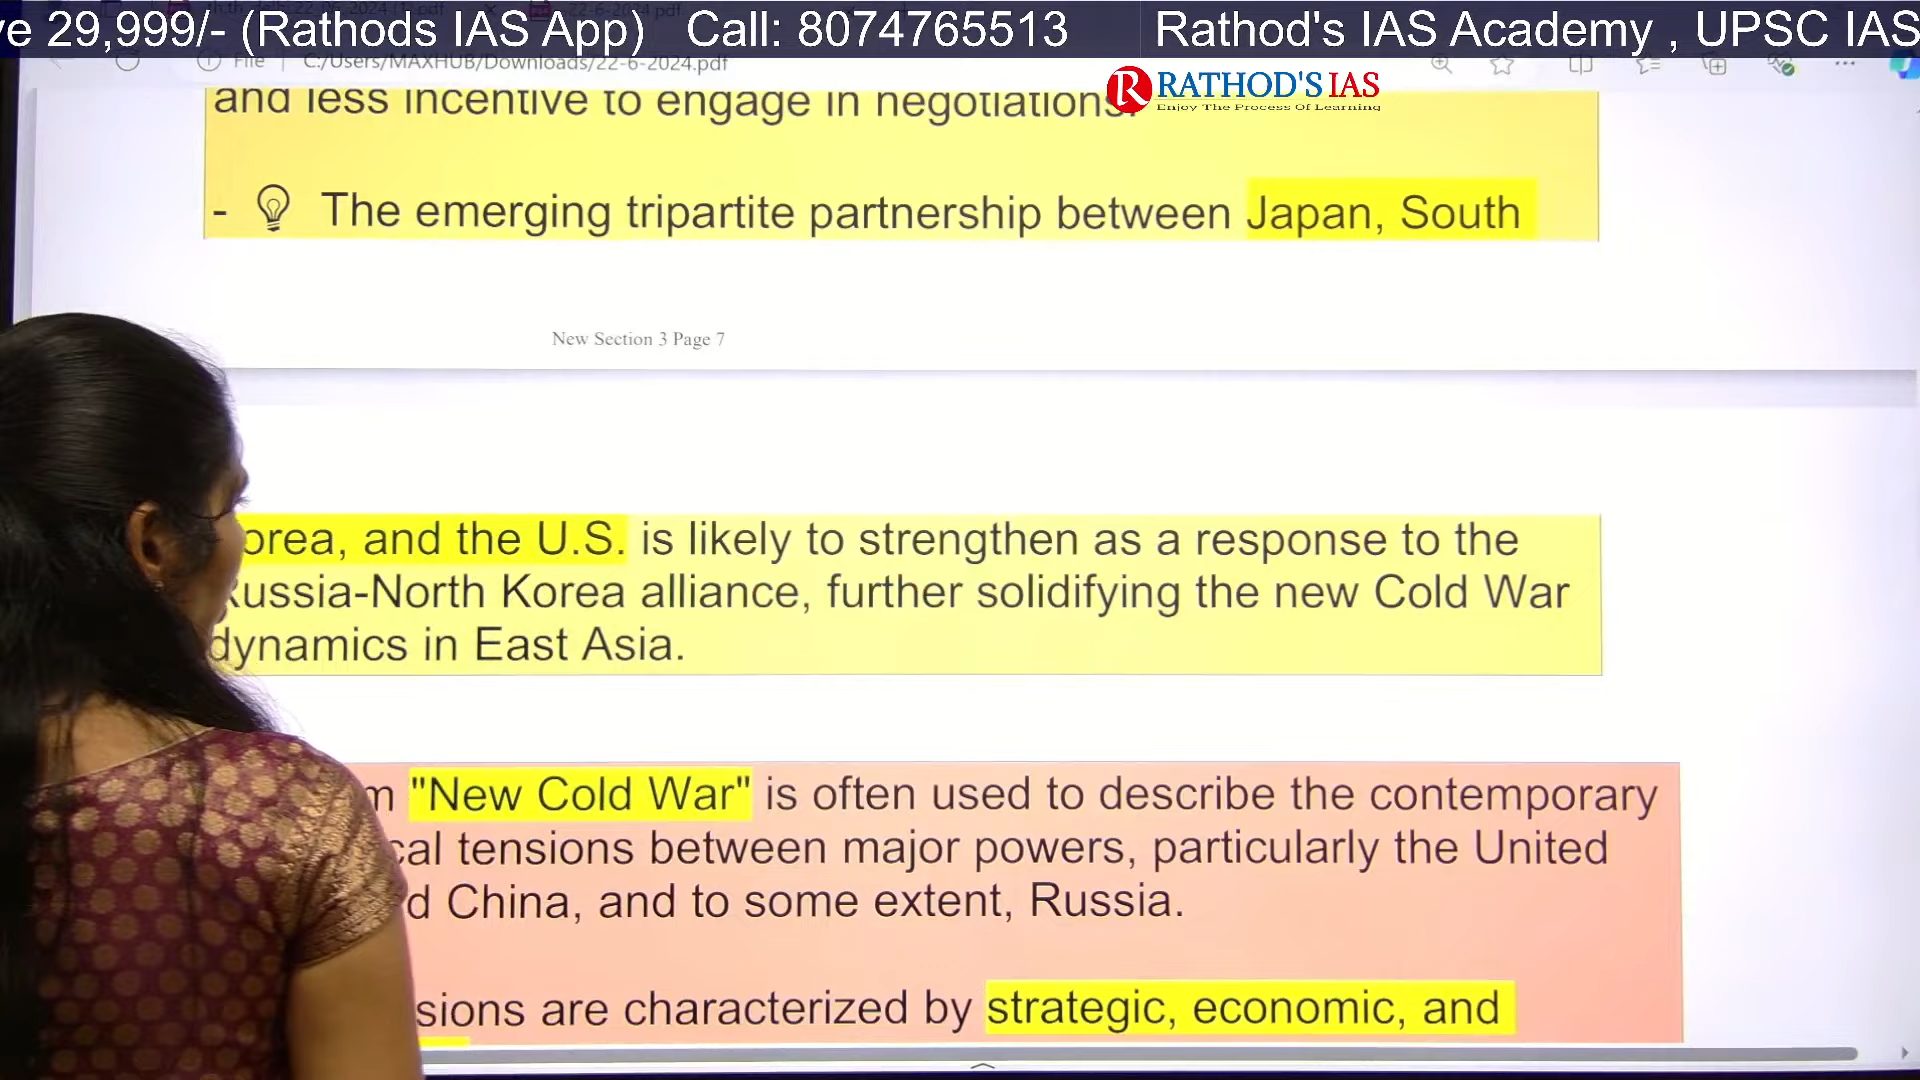 ve 29,999/- (Rathods IAS App) Call: 8074765513 Rathod's IAS Academy , UPSC IAS
File | C:/Users/MAXHUB/Downloads/22-6-2024.pdf
RATHOD'S IAS
Enjoy The Process Of Learning
and less incentive to engage in negotiations.
- The emerging tripartite partnership between Japan, South
New Section 3 Page 7
orea, and the U.S. is likely to strengthen as a response to the
Russia-North Korea alliance, further solidifying the new Cold War
dynamics in East Asia.
m "New Cold War" is often used to describe the contemporary
cal tensions between major powers, particularly the United
d China, and to some extent, Russia.
sions are characterized by strategic, economic, and